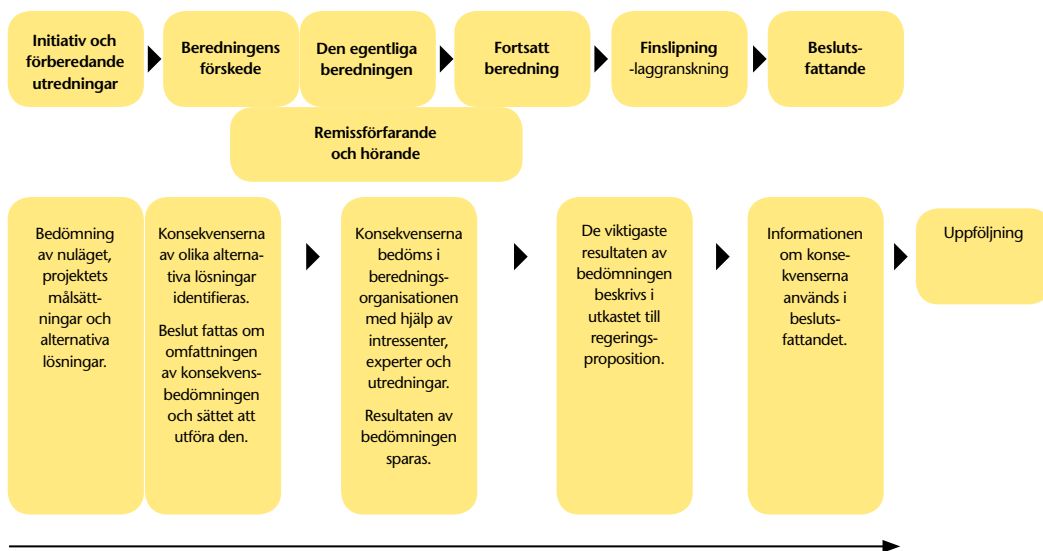 Initiativ och
förberedande
utredningar
Beredningens
förskede
Den egentliga
beredningen
Fortsatt
beredning
Finslipning
-laggranskning
Besluts-
fattande
Remissförfarande
och hörande
Bedömning
av nuläget,
projektets
målsätt-
ningar och
alternativa
lösningar.
Konsekvenserna
av olika alterna-
tiva lösningar
identifieras.
Beslut fattas om
omfattningen
av konsekvens-
bedömningen
och sättet att
utföra den.
Konsekvenserna
bedöms i
berednings-
organisationen
med hjälp av
intressenter,
experter och
utredningar.
Resultaten av
bedömningen
sparas.
De viktigaste
resultaten av
bedömningen
beskrivs i
utkastet till
regerings-
proposition.
Informationen
om konse-
kvenserna
används i
besluts-
fattandet.
Uppföljning